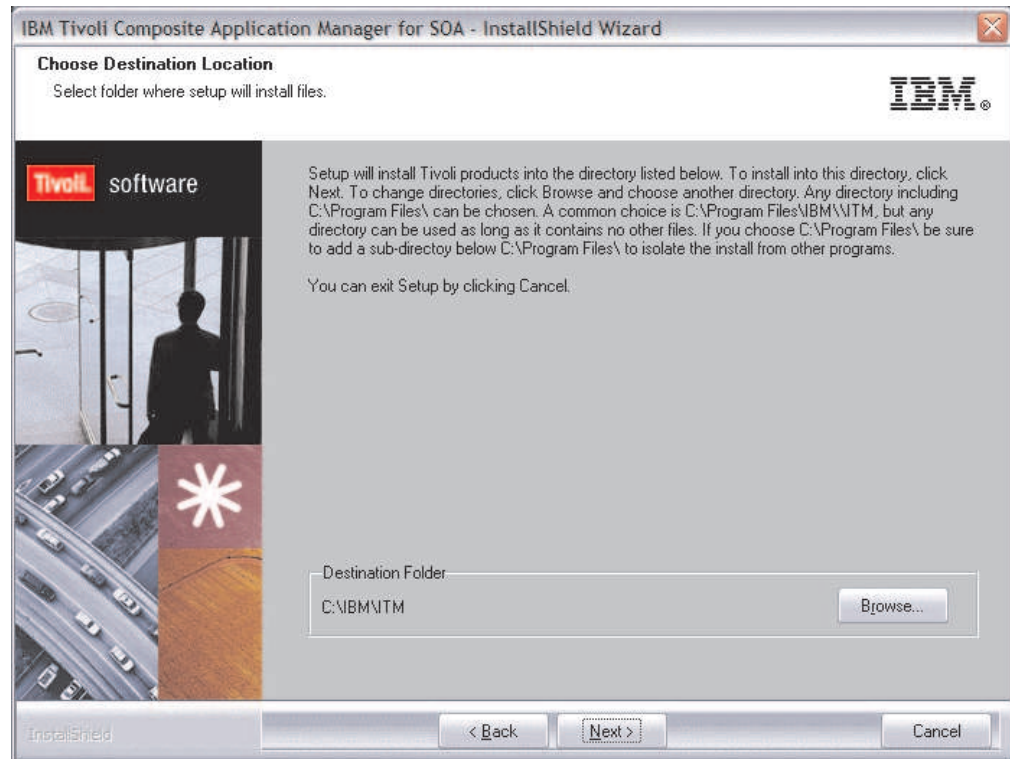 IBM Tivoli Composite Application Manager for SOA - InstallShield Wizard
Choose Destination Location
Select folder where setup will install files.
IBM®
Tivoli. software
Setup will install Tivoli products into the directory listed below. To install into this directory, click
Next. To change directories, click Browse and choose another directory. Any directory including
C:\Program Files\ can be chosen. A common choice is C:\Program Files\IBM\\ITM, but any
directory can be used as long as it contains no other files. If you choose C:\Program Files\ be sure
to add a sub-directoy below C:\Program Files\ to isolate the install from other programs.
You can exit Setup by clicking Cancel.
Destination Folder
C:\IBM\ITM
Browse...
InstallShield
< Back
Next >
Cancel